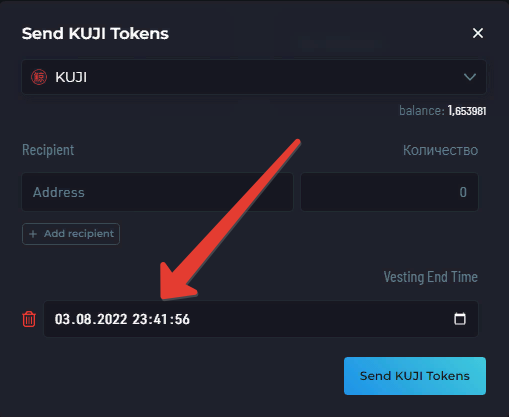 Send KUJI Tokens
KUJI
balance: 1,653981
Recipient Количество
Address 0
+ Add recipient
Vesting End Time
03.08.2022 23:41:56
Send KUJI Tokens